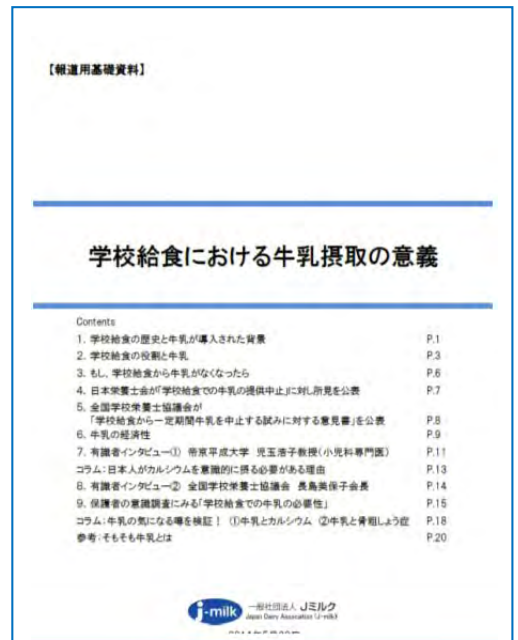 【報道用基礎資料】
学校給食における牛乳摂取の意義
Contents
1. 学校給食の歴史と牛乳が導入された背景 P.1
2. 学校給食の役割と牛乳 P.3
3. もし、学校給食から牛乳がなくなったら P.6
4. 日本栄養士会が「学校給食での牛乳の提供中止」に対し所見を公表 P.7
5. 全国学校栄養士協議会が
「学校給食から一定期間牛乳を中止する試みに対する意見書」を公表 P.8
6. 牛乳の経済性 P.9
7. 有識者インタビュー① 帝京平成大学 児玉浩子教授(小児科専門医) P.11
コラム:日本人がカルシウムを意識的に摂る必要がある理由 P.13
8. 有識者インタビュー② 全国学校栄養士協議会 長島美保子会長 P.14
9. 保護者の意識調査にみる「学校給食での牛乳の必要性」 P.15
コラム:牛乳の気になる噂を検証! ①牛乳とカルシウム ②牛乳と骨粗しょう症 P.18
参考:そもそも牛乳とは P.20
j-milk 一般社団法人 Jミルク
Japan Dairy Association (J-milk)